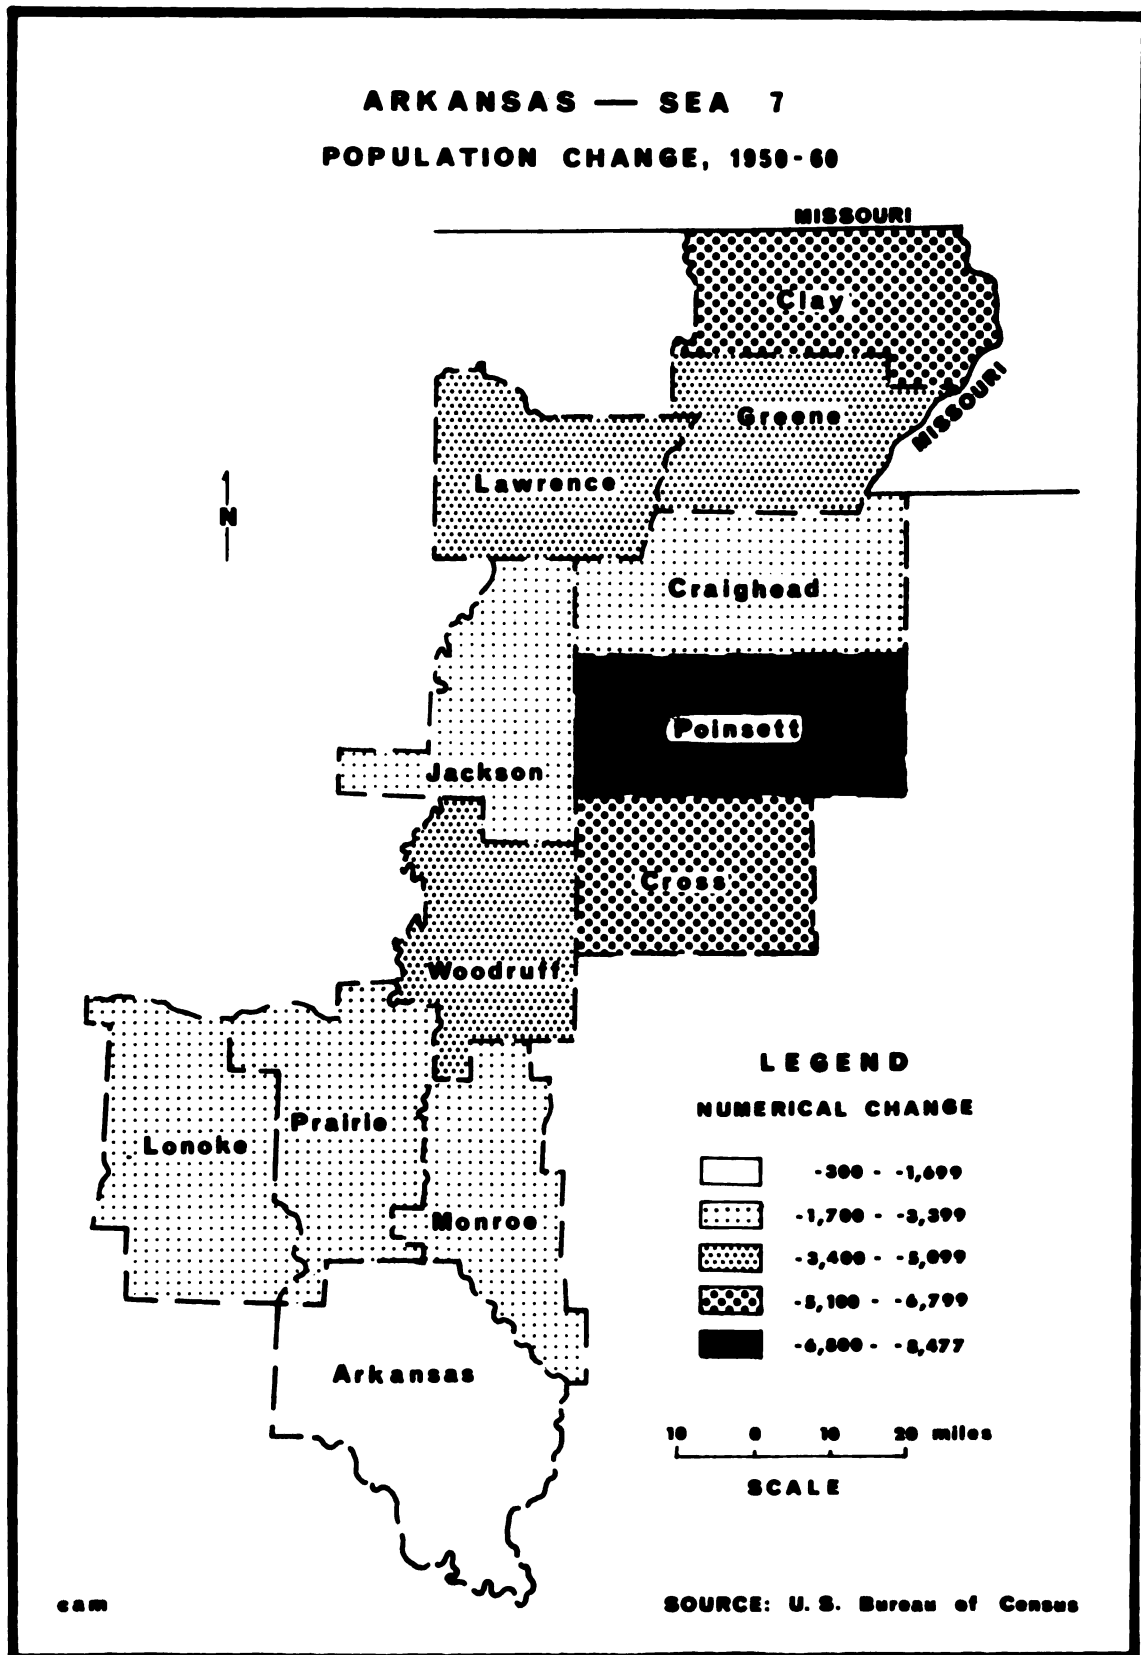 ARKANSAS — SEA 7
POPULATION CHANGE, 1950-60
MISSOURI
Clay
MISSOURI
Greene
Lawrence
N
Craighead
Poinsett
Jackson
Cross
Woodruff
LEGEND
NUMERICAL CHANGE
Prairie
Lonoke
-300 - -1,699
-1,700 - -3,399
Monroe
-3,400 - -5,099
-5,100 - -6,799
-6,800 - -8,477
Arkansas
10 0 10 20 miles
SCALE
cam
SOURCE: U. S. Bureau of Census